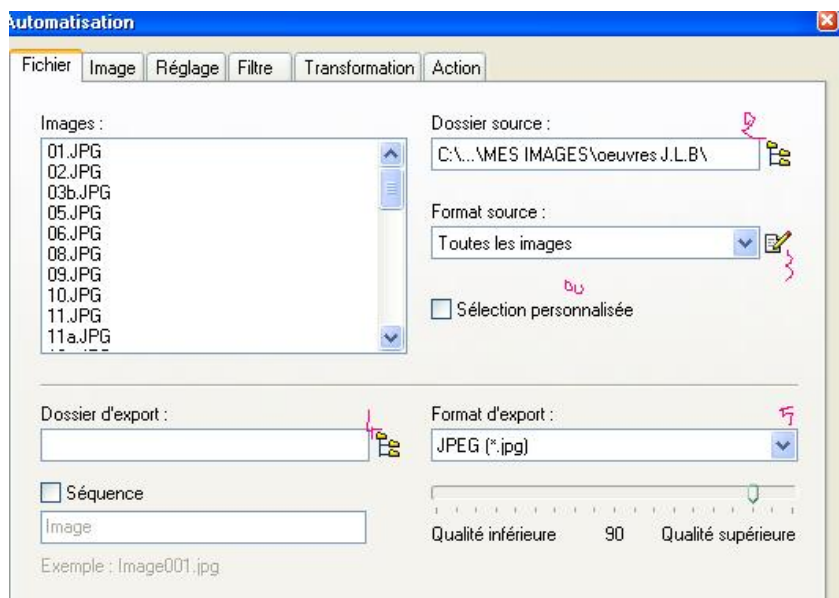 Automatisation
Fichier Image Réglage Filtre Transformation Action
Images :
01.JPG
02.JPG
03b.JPG
05.JPG
06.JPG
08.JPG
09.JPG
10.JPG
11.JPG
11a.JPG
Dossier source :
C:\...\MES IMAGES\oeuvres J.L.B\
Format source :
Toutes les images
3
ou
Sélection personnalisée
Dossier d'export :
4
Séquence
Image
Exemple : Image001.jpg
Format d'export :
5
JPEG (*.jpg)
Qualité inférieure 90 Qualité supérieure